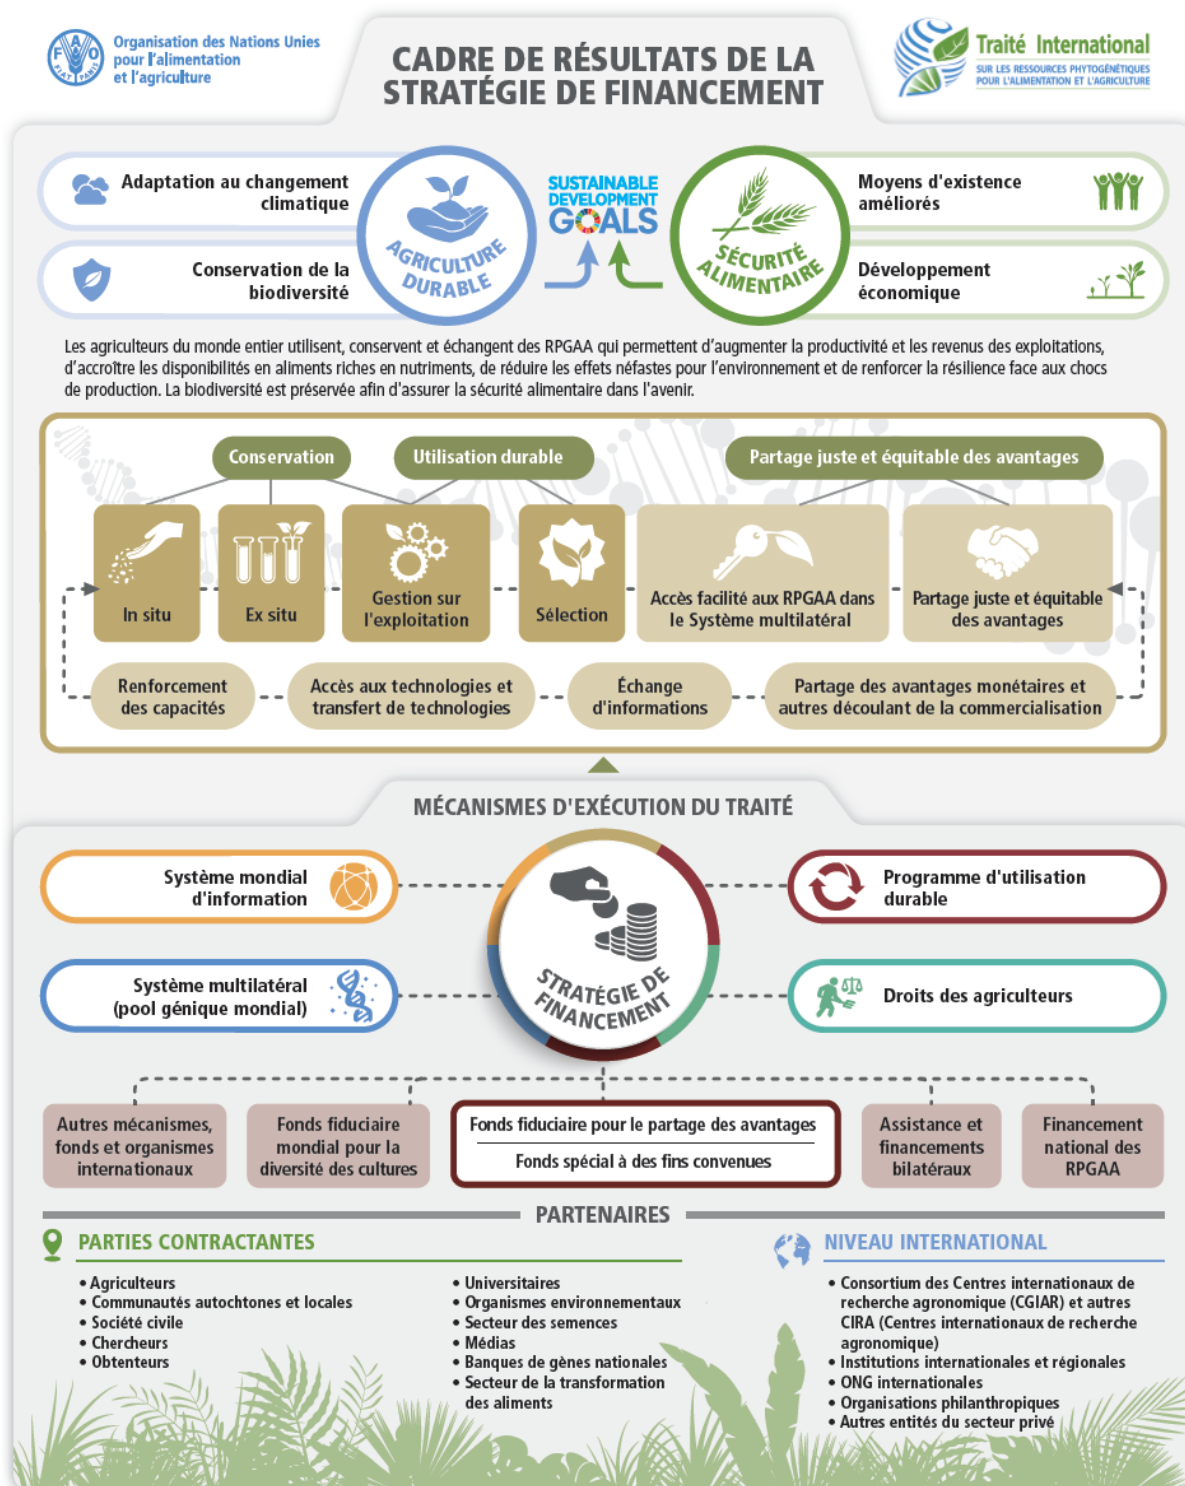 Organisation des Nations Unies
pour l'alimentation
et l'agriculture
F A O
FIAT PANIS
CADRE DE RÉSULTATS DE LA
STRATÉGIE DE FINANCEMENT
Traité International
SUR LES RESSOURCES PHYTOGÉNÉTIQUES
POUR L'ALIMENTATION ET L'AGRICULTURE
Adaptation au changement
climatique
Conservation de la
biodiversité
AGRICULTURE
DURABLE
SUSTAINABLE
DEVELOPMENT
GOALS
SÉCURITÉ
ALIMENTAIRE
Moyens d'existence
améliorés
Développement
économique
Les agriculteurs du monde entier utilisent, conservent et échangent des RPGAA qui permettent d'augmenter la productivité et les revenus des exploitations,
d'accroître les disponibilités en aliments riches en nutriments, de réduire les effets néfastes pour l'environnement et de renforcer la résilience face aux chocs
de production. La biodiversité est préservée afin d'assurer la sécurité alimentaire dans l'avenir.
Conservation
Utilisation durable
Partage juste et équitable des avantages
In situ
Ex situ
Gestion sur
l'exploitation
Sélection
Accès facilité aux RPGAA dans
le Système multilatéral
Partage juste et équitable
des avantages
Renforcement
des capacités
Accès aux technologies et
transfert de technologies
Échange
d'informations
Partage des avantages monétaires et
autres découlant de la commercialisation
MÉCANISMES D'EXÉCUTION DU TRAITÉ
Système mondial
d'information
Système multilatéral
(pool génique mondial)
STRATÉGIE DE
FINANCEMENT
Programme d'utilisation
durable
Droits des agriculteurs
Autres mécanismes,
fonds et organismes
internationaux
Fonds fiduciaire
mondial pour la
diversité des cultures
Fonds fiduciaire pour le partage des avantages
Fonds spécial à des fins convenues
Assistance et
financements
bilatéraux
Financement
national des
RPGAA
PARTENAIRES
PARTIES CONTRACTANTES
• Agriculteurs
• Communautés autochtones et locales
• Société civile
• Chercheurs
• Obtenteurs
• Universitaires
• Organismes environnementaux
• Secteur des semences
• Médias
• Banques de gènes nationales
• Secteur de la transformation
des aliments
NIVEAU INTERNATIONAL
• Consortium des Centres internationaux de
recherche agronomique (CGIAR) et autres
CIRA (Centres internationaux de recherche
agronomique)
• Institutions internationales et régionales
• ONG internationales
• Organisations philanthropiques
• Autres entités du secteur privé